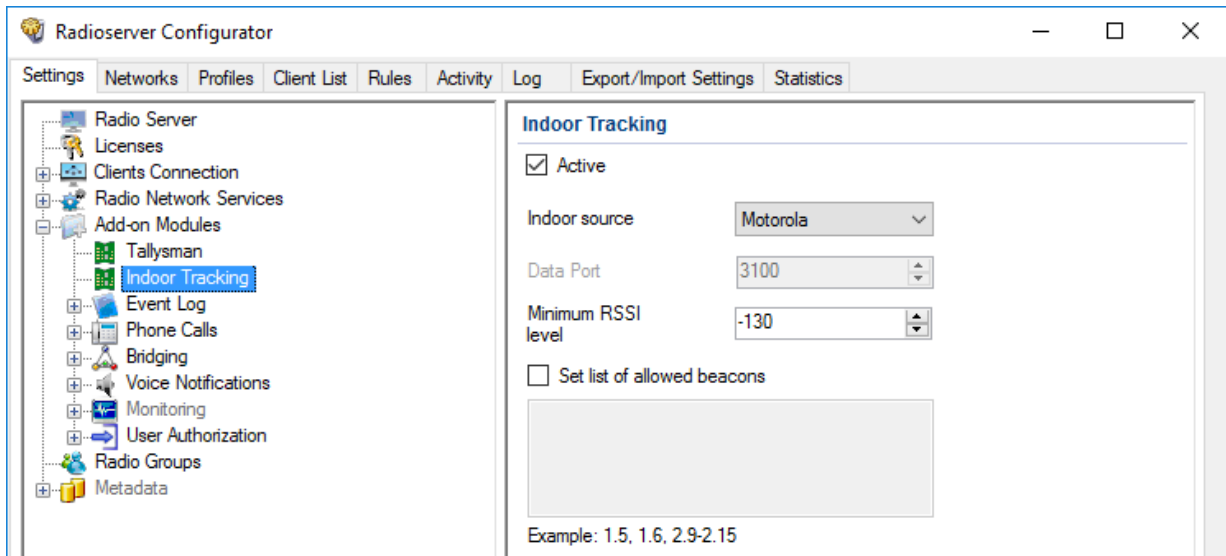 Radioserver Configurator
Settings Networks Profiles Client List Rules Activity Log Export/Import Settings Statistics
Radio Server
Licenses
Clients Connection
Radio Network Services
Add-on Modules
Tallysman
Indoor Tracking
Event Log
Phone Calls
Bridging
Voice Notifications
Monitoring
User Authorization
Radio Groups
Metadata
Indoor Tracking
Active
Indoor source Motorola
Data Port 3100
Minimum RSSI
level
-130
Set list of allowed beacons
Example: 1.5, 1.6, 2.9-2.15